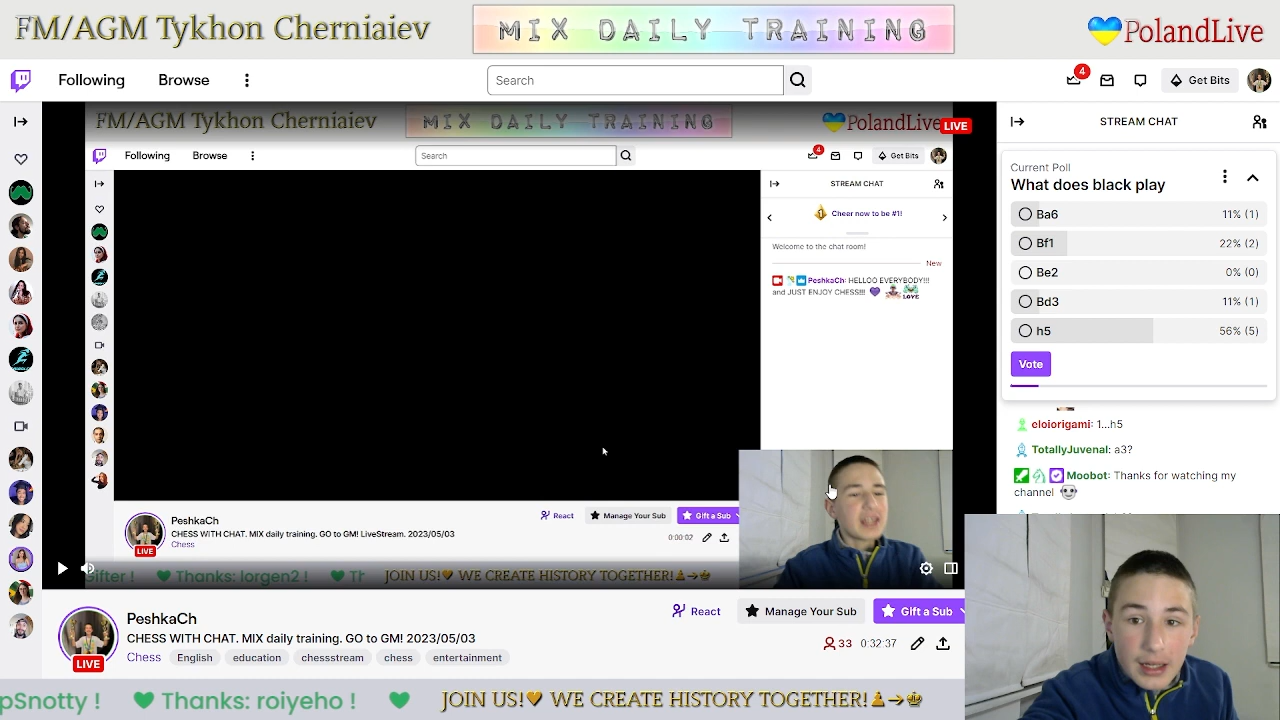 FM/AGM Tykhon Cherniaiev
MIX DAILY TRAINING
PolandLive
Following
Browse
Search
4
Get Bits
FM/AGM Tykhon Cherniaiev
MIX DAILY TRAINING
PolandLive
LIVE
Following
Browse
Search
4
Get Bits
STREAM CHAT
Cheer now to be #1!
Welcome to the chat room!
New
PeshkaCh: HELLOO EVERYBODY!!!
and JUST ENJOY CHESS!!!
LOVE
PeshkaCh
CHESS WITH CHAT. MIX daily training. GO to GM! LiveStream. 2023/05/03
Chess
LIVE
React
Manage Your Sub
Gift a Sub
0:00:02
Thanks: lorgen2 !
JOIN US! WE CREATE HISTORY TOGETHER!
STREAM CHAT
Current Poll
What does black play
Ba6 11% (1)
Bf1 22% (2)
Be2 0% (0)
Bd3 11% (1)
h5 56% (5)
Vote
eloiorigami: 1...h5
TotallyJuvenal: a3?
Moobot: Thanks for watching my
channel
PeshkaCh
CHESS WITH CHAT. MIX daily training. GO to GM! 2023/05/03
Chess
English
education
chessstream
chess
entertainment
LIVE
React
Manage Your Sub
Gift a Sub
33
0:32:37
pSnotty !
Thanks: roiyeho !
JOIN US! WE CREATE HISTORY TOGETHER!